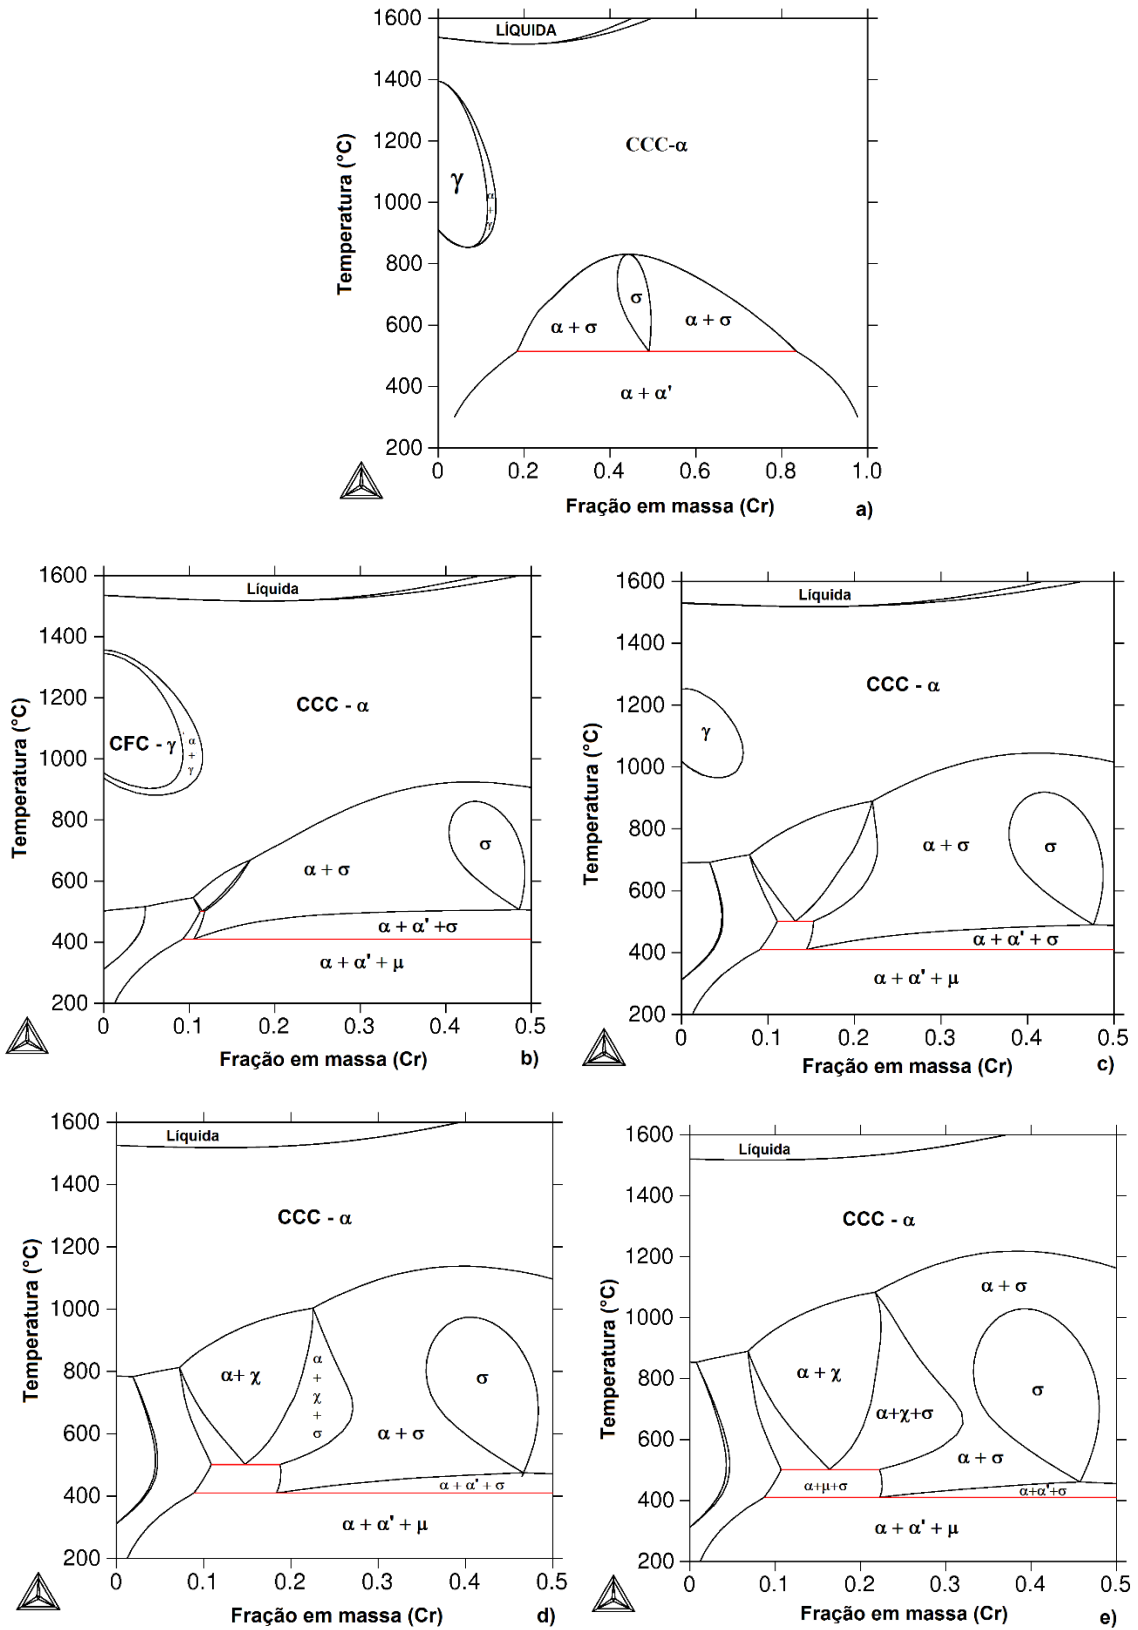 1600
LÍQUIDA
1400
1200
1000
800
600
400
200
Temperatura (°C)
CCC-α
γ
α
+
γ
σ
α + σ
α + σ
α + α'
0
0.2
0.4
0.6
0.8
1.0
Fração em massa (Cr)
a)
1600
1400
1200
1000
800
600
400
200
Temperatura (°C)
Líquida
CCC - α
CFC - γ
α
+
γ
σ
α + σ
α + α' +σ
α + α' + μ
0
0.1
0.2
0.3
0.4
0.5
Fração em massa (Cr)
b)
1600
1400
1200
1000
800
600
400
200
Temperatura (°C)
Líquida
CCC - α
γ
α + σ
σ
α + α' + σ
α + α' + μ
0
0.1
0.2
0.3
0.4
0.5
Fração em massa (Cr)
c)
1600
1400
1200
1000
800
600
400
200
Temperatura (°C)
Líquida
CCC - α
α+ χ
α
+
χ
+
σ
σ
α + σ
α + α' + σ
α + α' + μ
0
0.1
0.2
0.3
0.4
0.5
Fração em massa (Cr)
d)
1600
1400
1200
1000
800
600
400
200
Temperatura (°C)
Líquida
CCC - α
α + σ
α + χ
σ
α+χ+σ
α + σ
α+μ+σ
α+α'+σ
α + α' + μ
0
0.1
0.2
0.3
0.4
0.5
Fração em massa (Cr)
e)